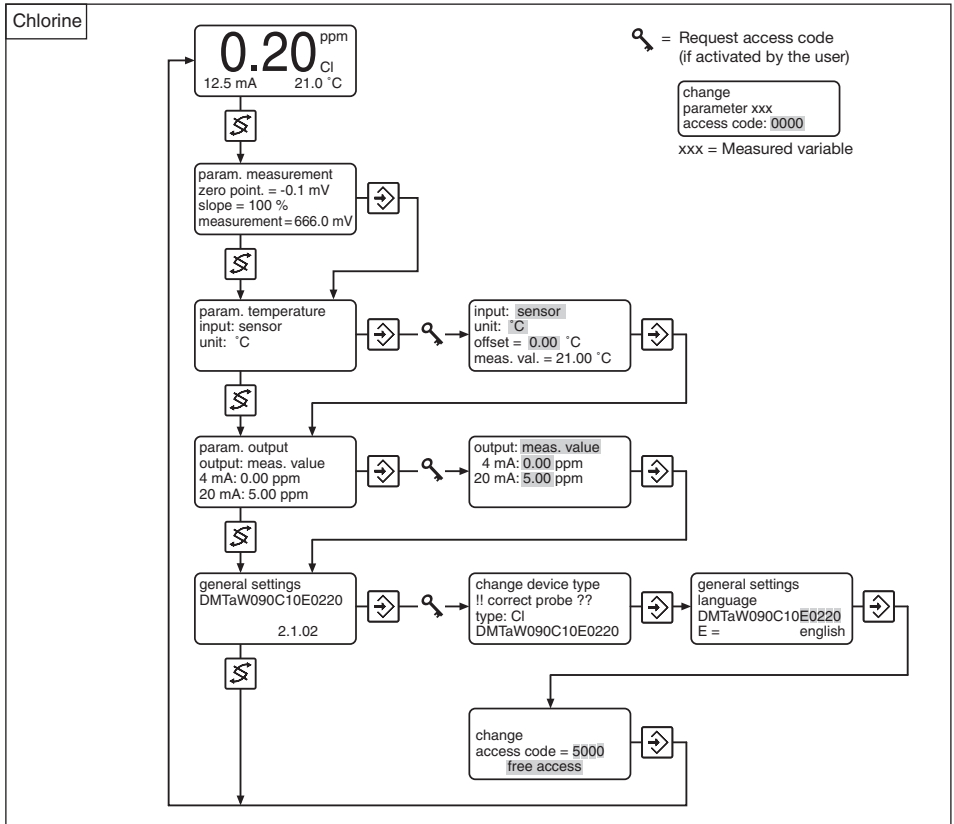 Chlorine
0.20 ppm
Cl
12.5 mA 21.0 ˚C
= Request access code
(if activated by the user)
change
parameter xxx
access code: 0000
xxx = Measured variable
param. measurement
zero point. = -0.1 mV
slope = 100 %
measurement = 666.0 mV
param. temperature
input: sensor
unit: ˚C
input: sensor
unit: ˚C
offset = 0.00 ˚C
meas. val. = 21.00 ˚C
param. output
output: meas. value
4 mA: 0.00 ppm
20 mA: 5.00 ppm
output: meas. value
4 mA: 0.00 ppm
20 mA: 5.00 ppm
general settings
DMTaW090C10E0220
2.1.02
change device type
!! correct probe ??
type: Cl
DMTaW090C10E0220
general settings
language
DMTaW090C10E0220
E = english
change
access code = 5000
free access